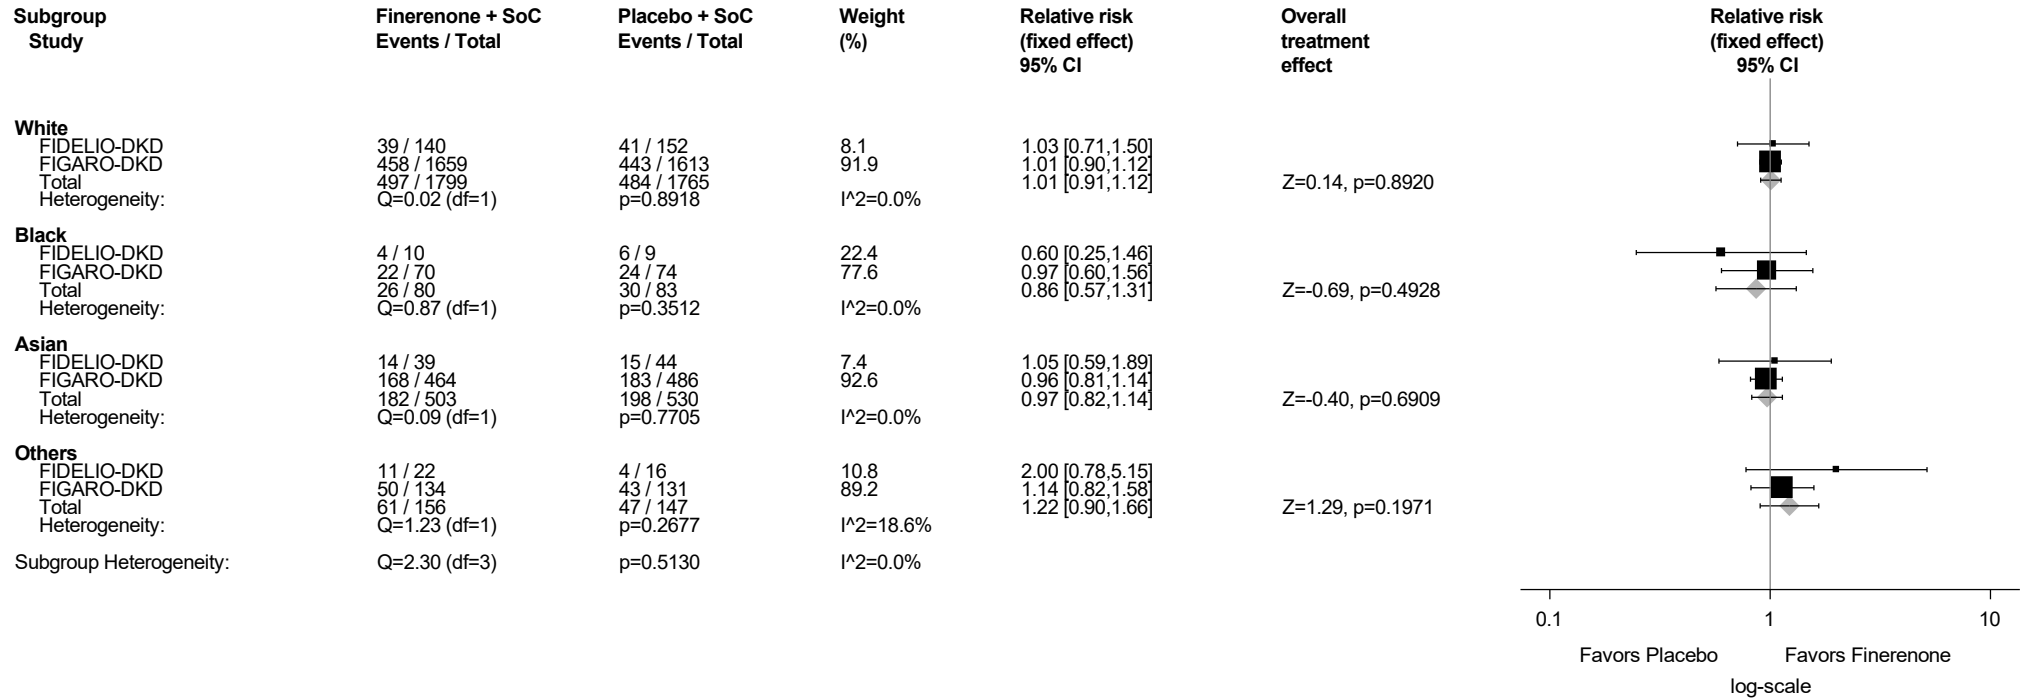 Subgroup Finerenone + SoC Placebo + SoC Weight Relative risk Overall Relative risk
Study Events / Total Events / Total (%) (fixed effect) treatment (fixed effect)
95% CI effect 95% CI
White
FIDELIO-DKD 39 / 140 41 / 152 8.1 1.03 [0.71,1.50]
FIGARO-DKD 458 / 1659 443 / 1613 91.9 1.01 [0.90,1.12]
Total 497 / 1799 484 / 1765 1.01 [0.91,1.12] Z=0.14, p=0.8920
Heterogeneity: Q=0.02 (df=1) p=0.8918 I^2=0.0%
Black
FIDELIO-DKD 4 / 10 6 / 9 22.4 0.60 [0.25,1.46]
FIGARO-DKD 22 / 70 24 / 74 77.6 0.97 [0.60,1.56]
Total 26 / 80 30 / 83 0.86 [0.57,1.31] Z=-0.69, p=0.4928
Heterogeneity: Q=0.87 (df=1) p=0.3512 I^2=0.0%
Asian
FIDELIO-DKD 14 / 39 15 / 44 7.4 1.05 [0.59,1.89]
FIGARO-DKD 168 / 464 183 / 486 92.6 0.96 [0.81,1.14]
Total 182 / 503 198 / 530 0.97 [0.82,1.14] Z=-0.40, p=0.6909
Heterogeneity: Q=0.09 (df=1) p=0.7705 I^2=0.0%
Others
FIDELIO-DKD 11 / 22 4 / 16 10.8 2.00 [0.78,5.15]
FIGARO-DKD 50 / 134 43 / 131 89.2 1.14 [0.82,1.58]
Total 61 / 156 47 / 147 1.22 [0.90,1.66] Z=1.29, p=0.1971
Heterogeneity: Q=1.23 (df=1) p=0.2677 I^2=18.6%
Subgroup Heterogeneity: Q=2.30 (df=3) p=0.5130 I^2=0.0%
0.1 1 10
Favors Placebo Favors Finerenone
log-scale